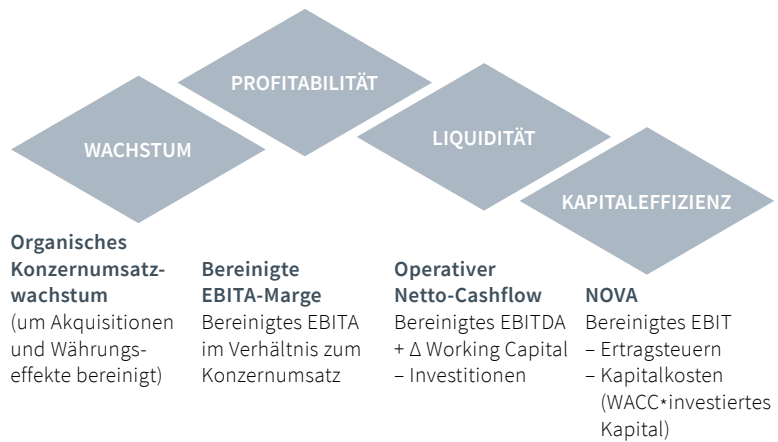 PROFITABILITÄT
WACHSTUM
LIQUIDITÄT
KAPITALEFFIZIENZ
Organisches
Konzernumsatz-
wachstum
(um Akquisitionen
und Währungs-
effekte bereinigt)
Bereinigte
EBITA-Marge
Bereinigtes EBITA
im Verhältnis zum
Konzernumsatz
Operativer
Netto-Cashflow
Bereinigtes EBITDA
+ Δ Working Capital
– Investitionen
NOVA
Bereinigtes EBIT
– Ertragsteuern
– Kapitalkosten
(WACC*investiertes
Kapital)